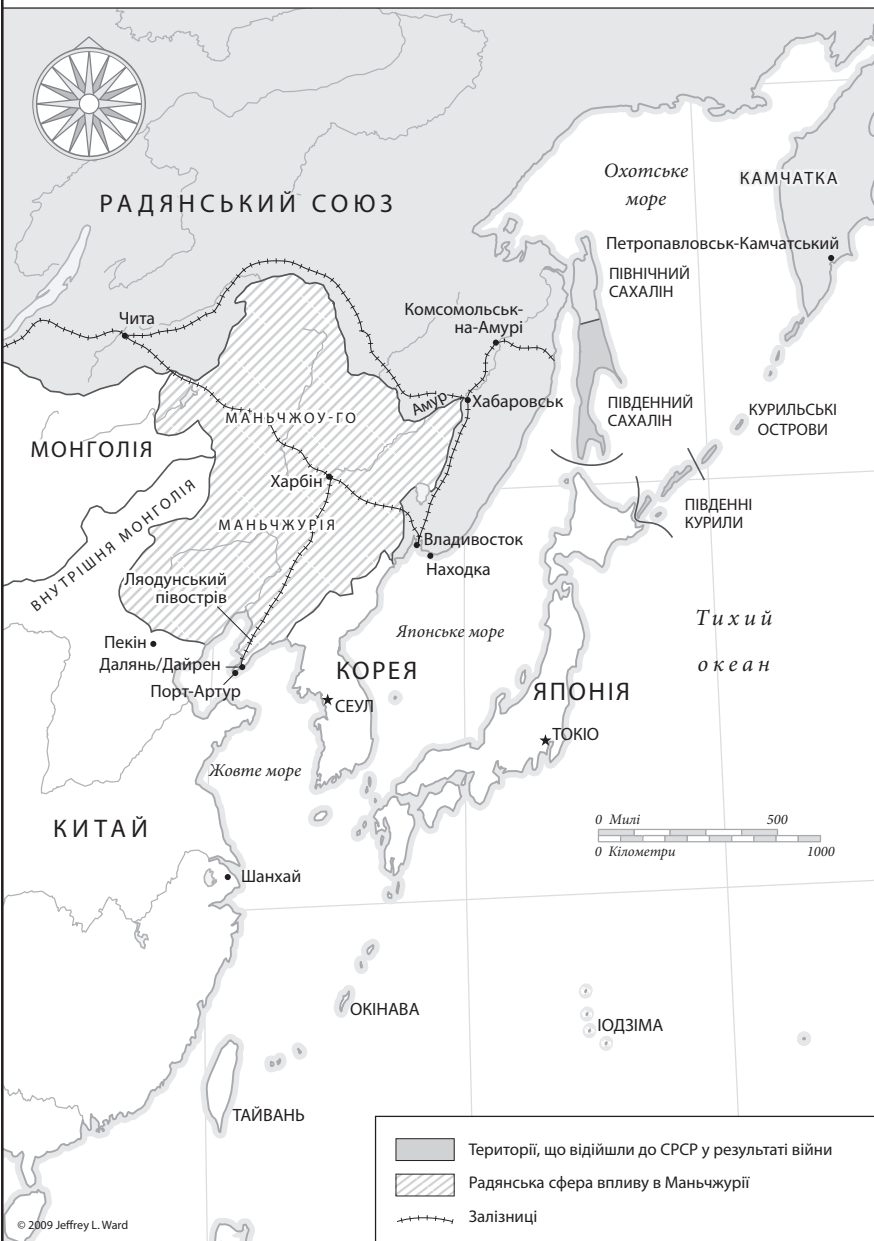 РАДЯНСЬКИЙ СОЮЗ
Охотське
море
КАМЧАТКА
Петропавловськ-Камчатський
ПІВНІЧНИЙ
САХАЛІН
Чита
Комсомольськ-
на-Амурі
Амур
Хабаровськ
ПІВДЕННИЙ
САХАЛІН
КУРИЛЬСЬКІ
ОСТРОВИ
МАНЬЧЖОУ-ГО
МОНГОЛІЯ
Харбін
ВНУТРІШНЯ МОНГОЛІЯ
МАНЬЧЖУРІЯ
ПІВДЕННІ
КУРИЛИ
Владивосток
Находка
Ляодунський
півострів
Японське море
Тихий
океан
Пекін
Далянь/Дайрен
Порт-Артур
КОРЕЯ
СЕУЛ
ЯПОНІЯ
ТОКІО
Жовте море
0 Милі 500
0 Кілометри 1000
КИТАЙ
Шанхай
ОКІНАВА
ІОДЗІМА
ТАЙВАНЬ
Території, що відійшли до СРСР у результаті війни
Радянська сфера впливу в Маньчжурії
Залізниці
© 2009 Jeffrey L. Ward